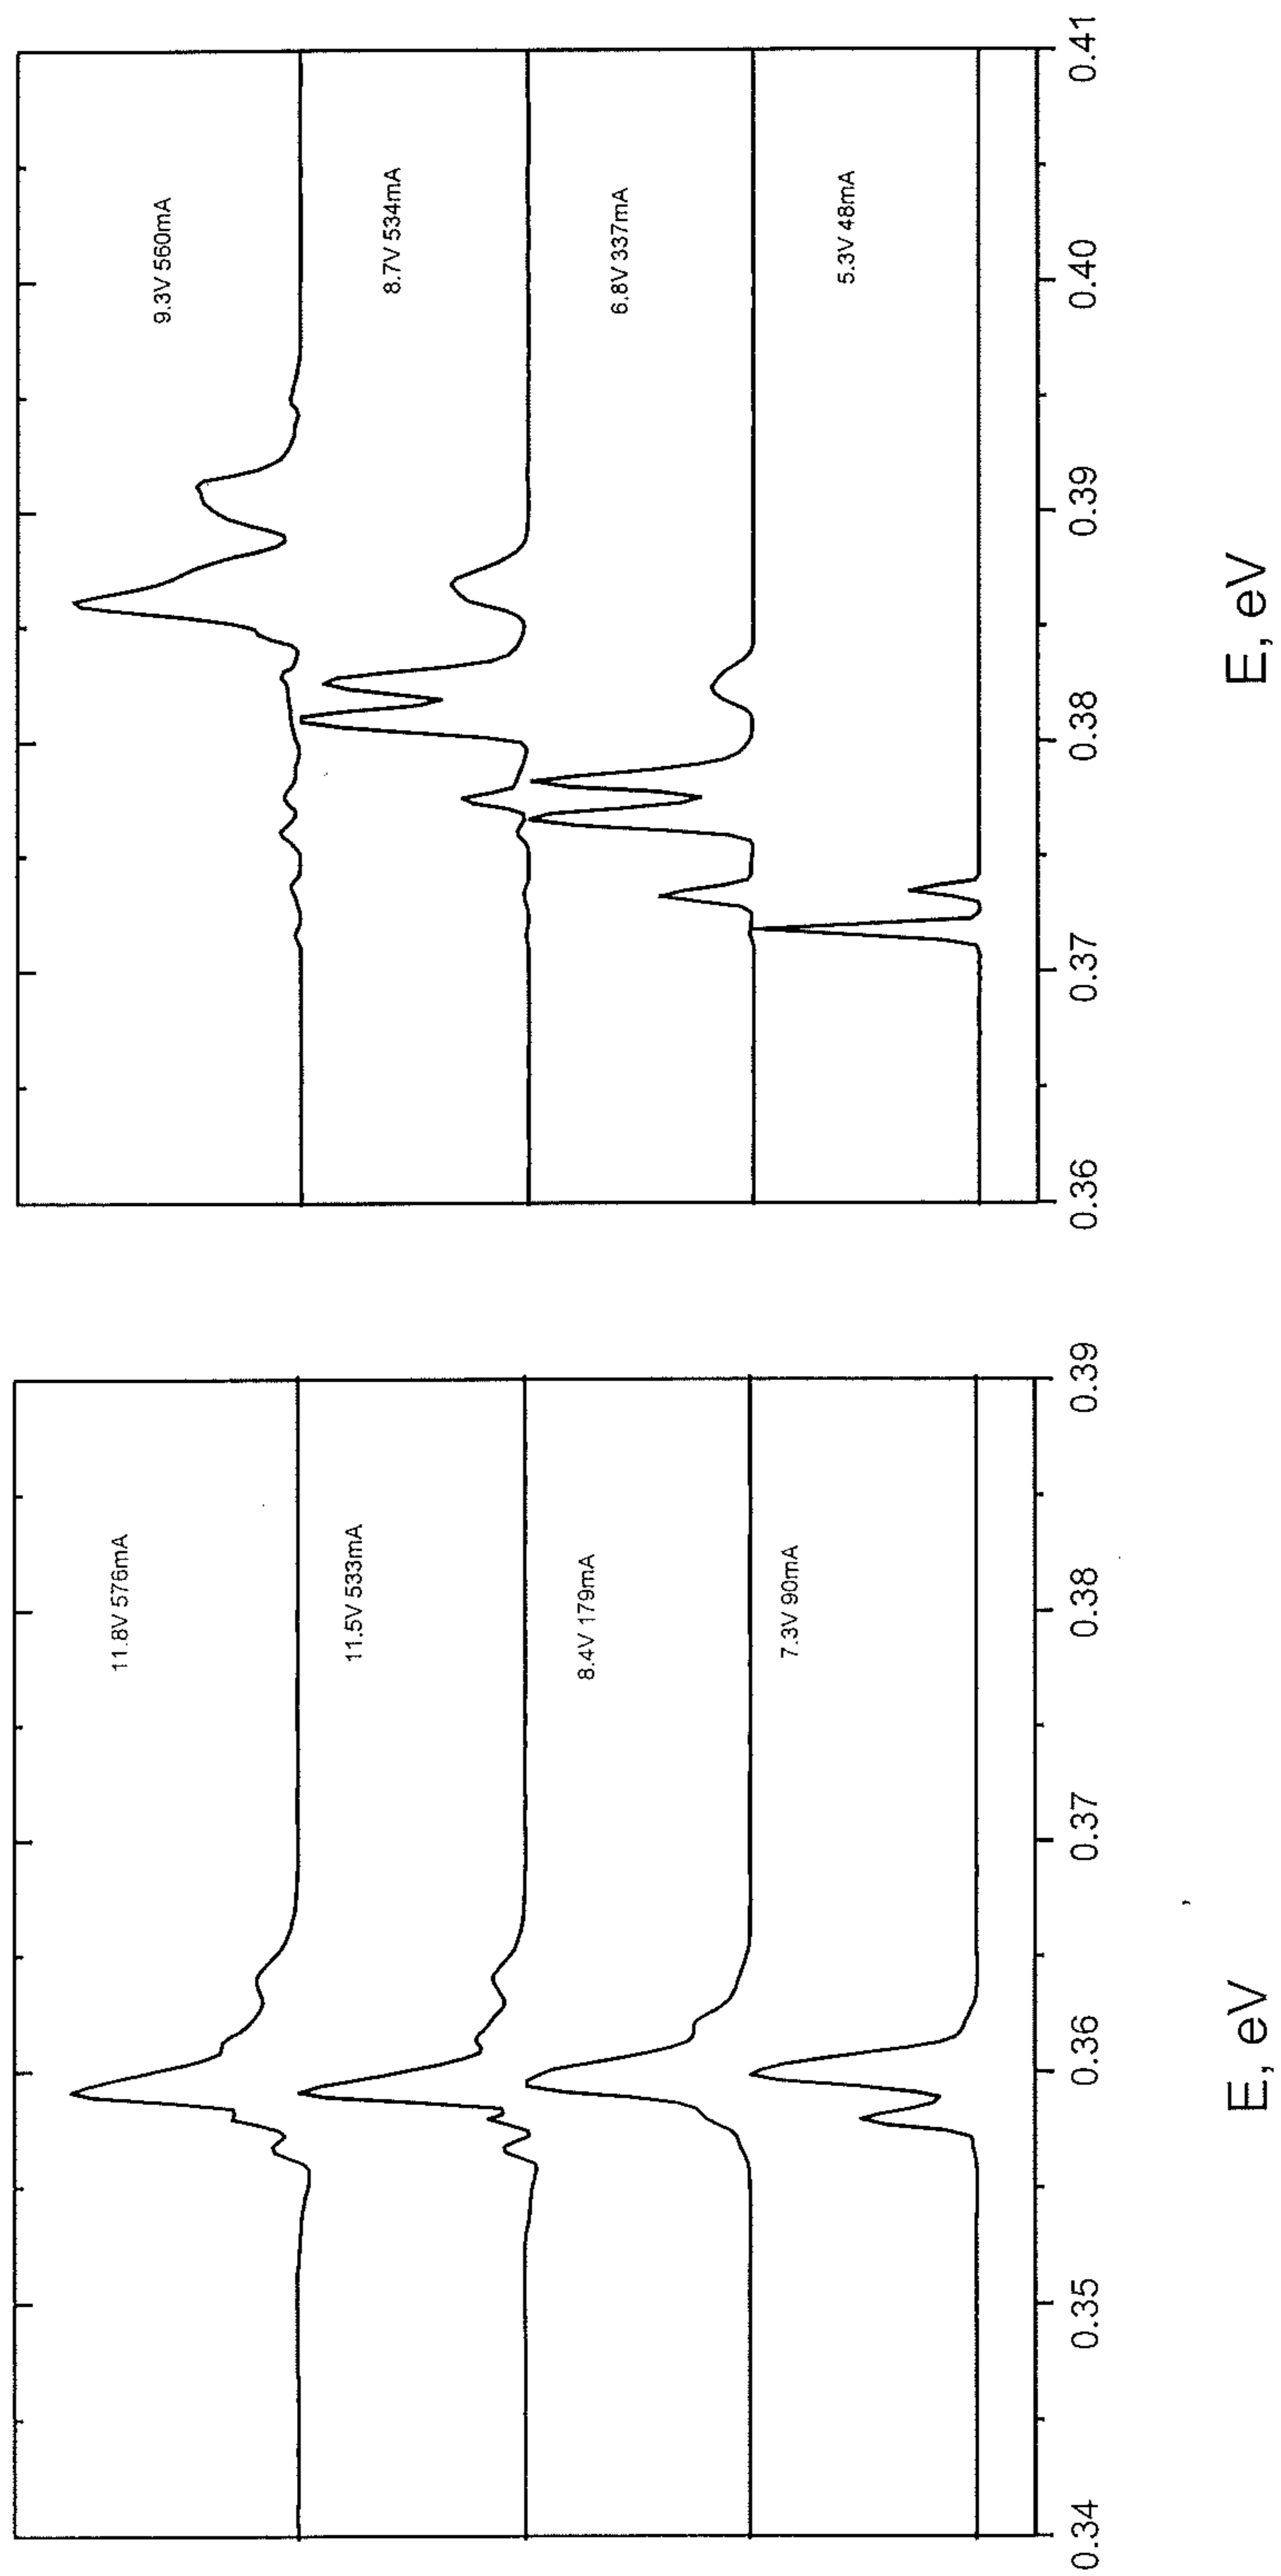 11.8V 576mA
11.5V 533mA
8.4V 179mA
7.3V 90mA
0.34
0.35
0.36
0.37
0.38
0.39
E, eV
9.3V 560mA
8.7V 534mA
6.8V 337mA
5.3V 48mA
0.36
0.37
0.38
0.39
0.40
0.41
E, eV